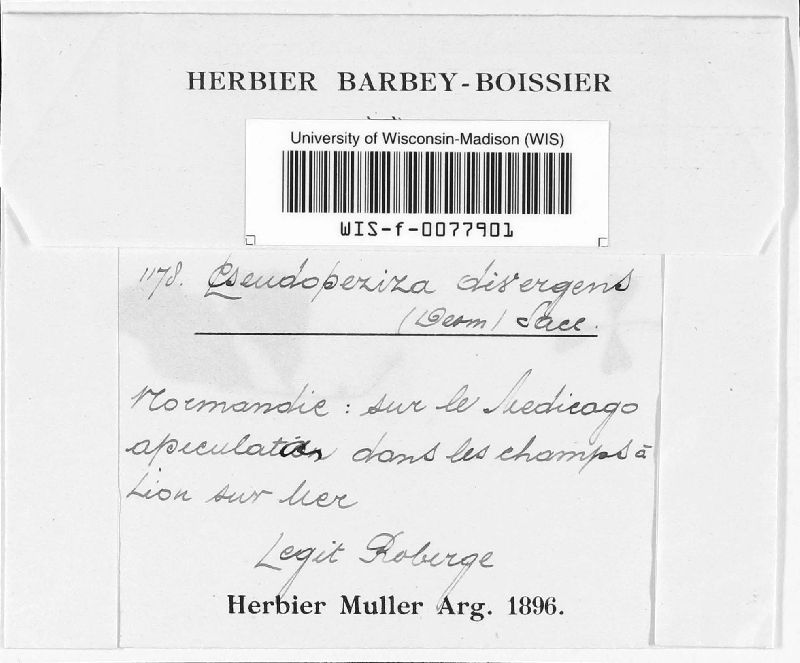 HERBIER BARBEY-BOISSIER
University of Wisconsin-Madison (WIS)
WIS-f-0077901
1178. Pseudopeziza divergens
(Desm) Sacc.
Normandie : sur le Medicago
dans les champs à
Lion sur Mer
Legit Roberge
Herbier Muller Arg. 1896.